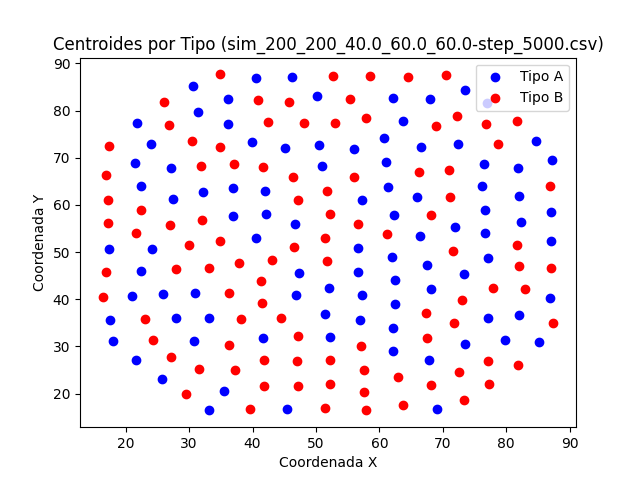 Centroides por Tipo (sim_200_200_40.0_60.0_60.0-step_5000.csv)
Tipo A
Tipo B
90
80
70
60
50
40
30
20
Coordenada Y
20 30 40 50 60 70 80 90
Coordenada X